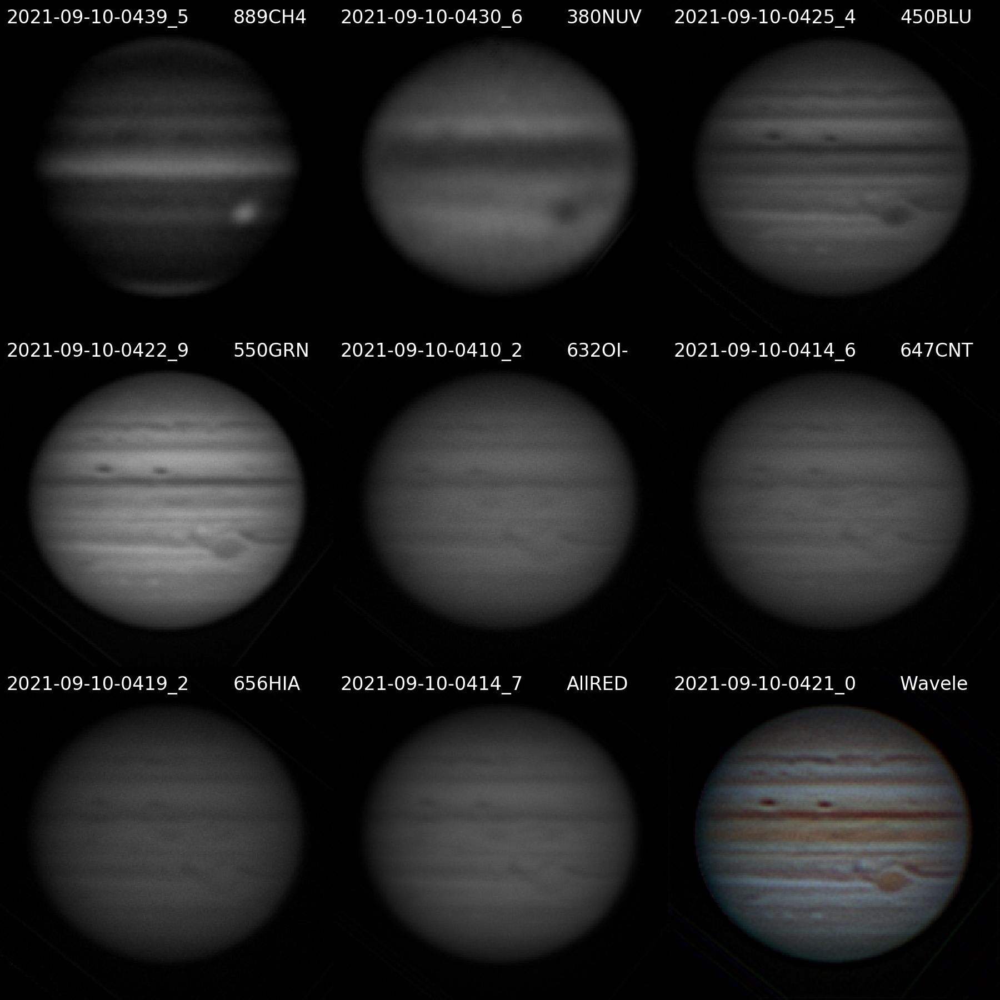 2021-09-10-0439_5 889CH4 2021-09-10-0430_6 380NUV 2021-09-10-0425_4 450BLU
2021-09-10-0422_9 550GRN 2021-09-10-0410_2 632OI- 2021-09-10-0414_6 647CNT
2021-09-10-0419_2 656HIA 2021-09-10-0414_7 AllRED 2021-09-10-0421_0 Wavele